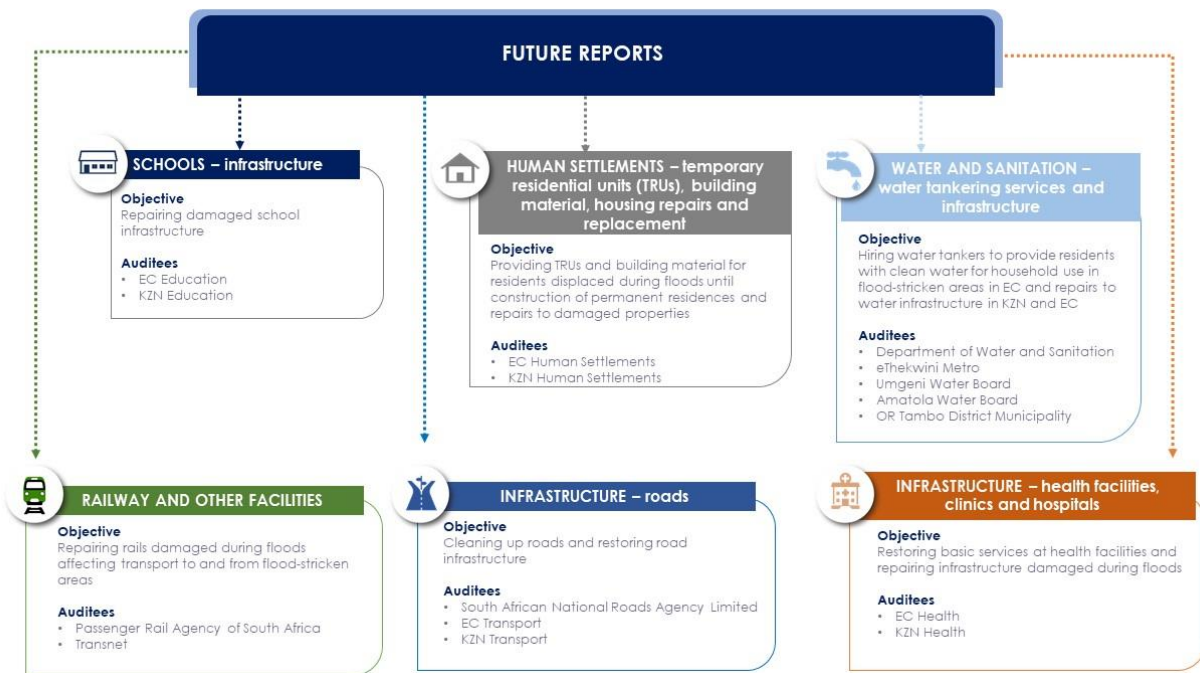 FUTURE REPORTS
SCHOOLS – infrastructure
Objective
Repairing damaged school
infrastructure
Auditees
• EC Education
• KZN Education
HUMAN SETTLEMENTS – temporary
residential units (TRUs), building
material, housing repairs and
replacement
Objective
Providing TRUs and building material for
residents displaced during floods until
construction of permanent residences and
repairs to damaged properties
Auditees
• EC Human Settlements
• KZN Human Settlements
WATER AND SANITATION –
water tankering services and
infrastructure
Objective
Hiring water tankers to provide residents
with clean water for household use in
flood-stricken areas in EC and repairs to
water infrastructure in KZN and EC
Auditees
• Department of Water and Sanitation
• eThekwini Metro
• Umgeni Water Board
• Amatola Water Board
• OR Tambo District Municipality
RAILWAY AND OTHER FACILITIES
Objective
Repairing rails damaged during floods
affecting transport to and from flood-stricken
areas
Auditees
• Passenger Rail Agency of South Africa
• Transnet
INFRASTRUCTURE – roads
Objective
Cleaning up roads and restoring road
infrastructure
Auditees
• South African National Roads Agency Limited
• EC Transport
• KZN Transport
INFRASTRUCTURE – health facilities,
clinics and hospitals
Objective
Restoring basic services at health facilities and
repairing infrastructure damaged during floods
Auditees
• EC Health
• KZN Health